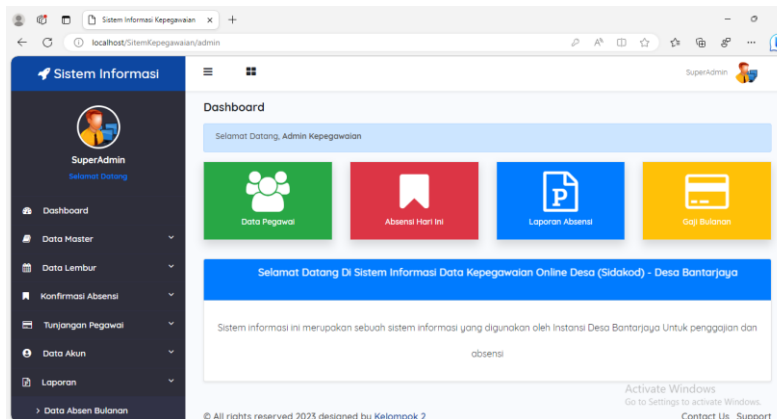 Sistem Informasi Kepegawaian
localhost/SitemKepegawaian/admin
Sistem Informasi
SuperAdmin
SuperAdmin
Selamat Datang
Dashboard
Data Master
Data Lembur
Konfirmasi Absensi
Tunjangan Pegawai
Data Akun
Laporan
> Data Absen Bulanan
Dashboard
Selamat Datang, Admin Kepegawaian
Data Pegawai
Absensi Hari Ini
P
Laporan Absensi
Gaji Bulanan
Selamat Datang Di Sistem Informasi Data Kepegawaian Online Desa (Sidakod) - Desa Bantarjaya
Sistem informasi ini merupakan sebuah sistem informasi yang digunakan oleh Instansi Desa Bantarjaya Untuk penggajian dan
absensi
Activate Windows
Go to Settings to activate Windows.
© All rights reserved 2023 designed by Kelompok 2
Contact Us Support